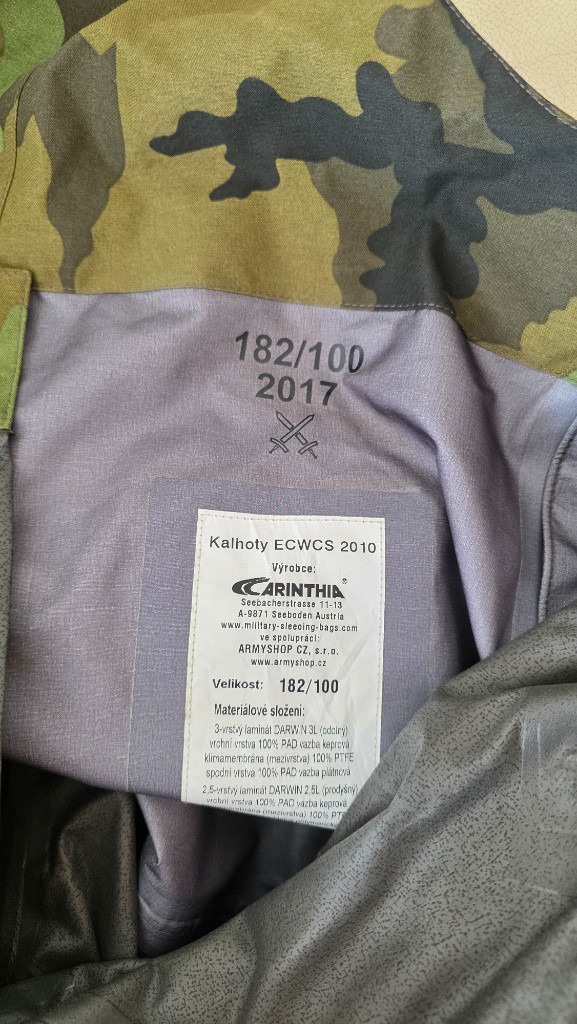 182/100
2017
Kalhoty ECWCS 2010
Výrobce:
CARINTHIA®
Seebacherstrasse 11-13
A-9871 Seeboden Austria
www.military-sleeping-bags.com
ve spolupráci:
ARMYSHOP CZ, s.r.o.
www.armyshop.cz
Velikost: 182/100
Materiálové složení:
3-vrstvý laminát DARWIN 3L (odolný)
vrchní vrstva 100% PAD vazba keprová
klimamembrána (mezivrstva) 100% PTFE
spodní vrstva 100% PAD vazba plátnová
2,5-vrstvý laminát DARWIN 2,5L (prodyšný)
vrchní vrstva 100% PAD vazba keprová
(mezivrstva) 100%